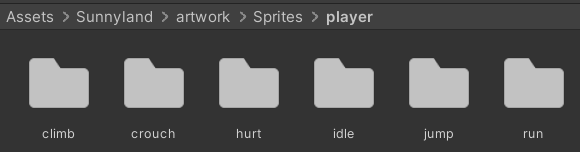 Assets > Sunnyland > artwork > Sprites > player
climb crouch hurt idle jump run